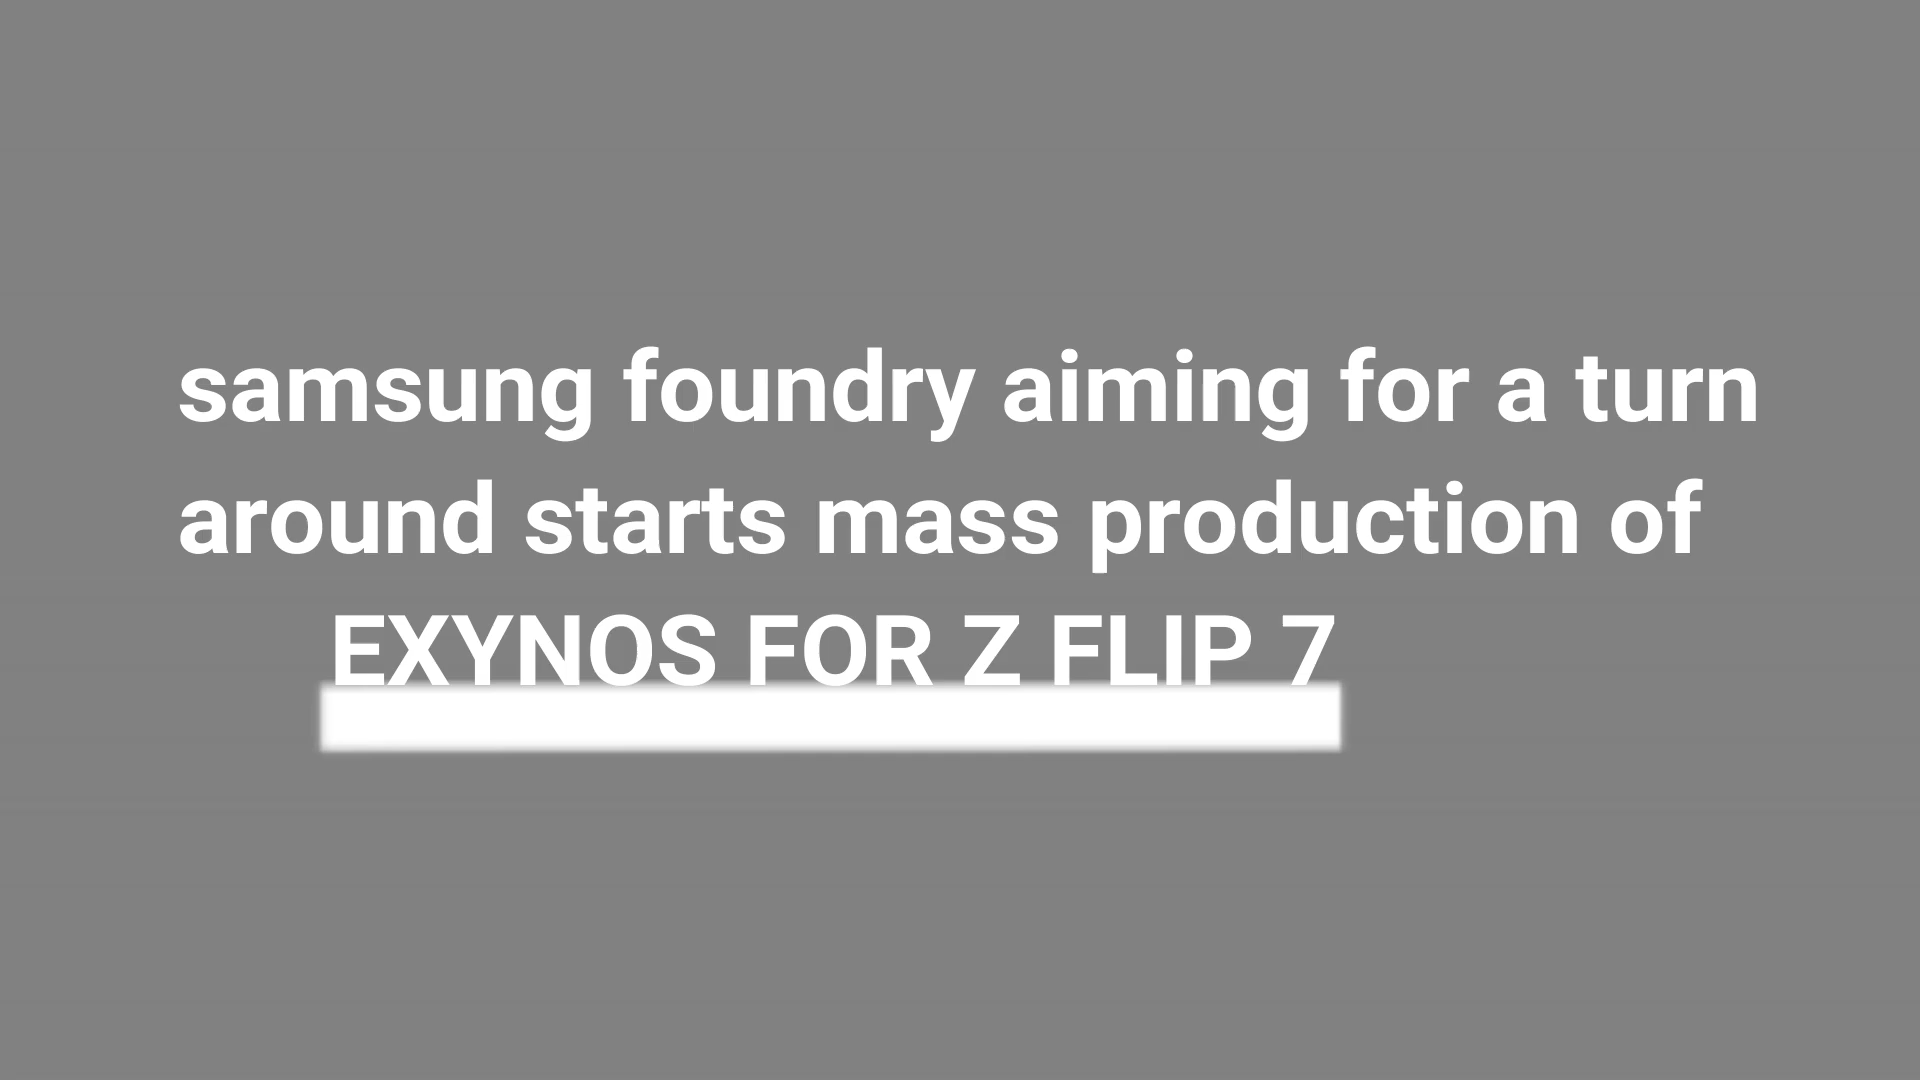 samsung foundry aiming for a turn
around starts mass production of
EXYNOS FOR Z FLIP 7